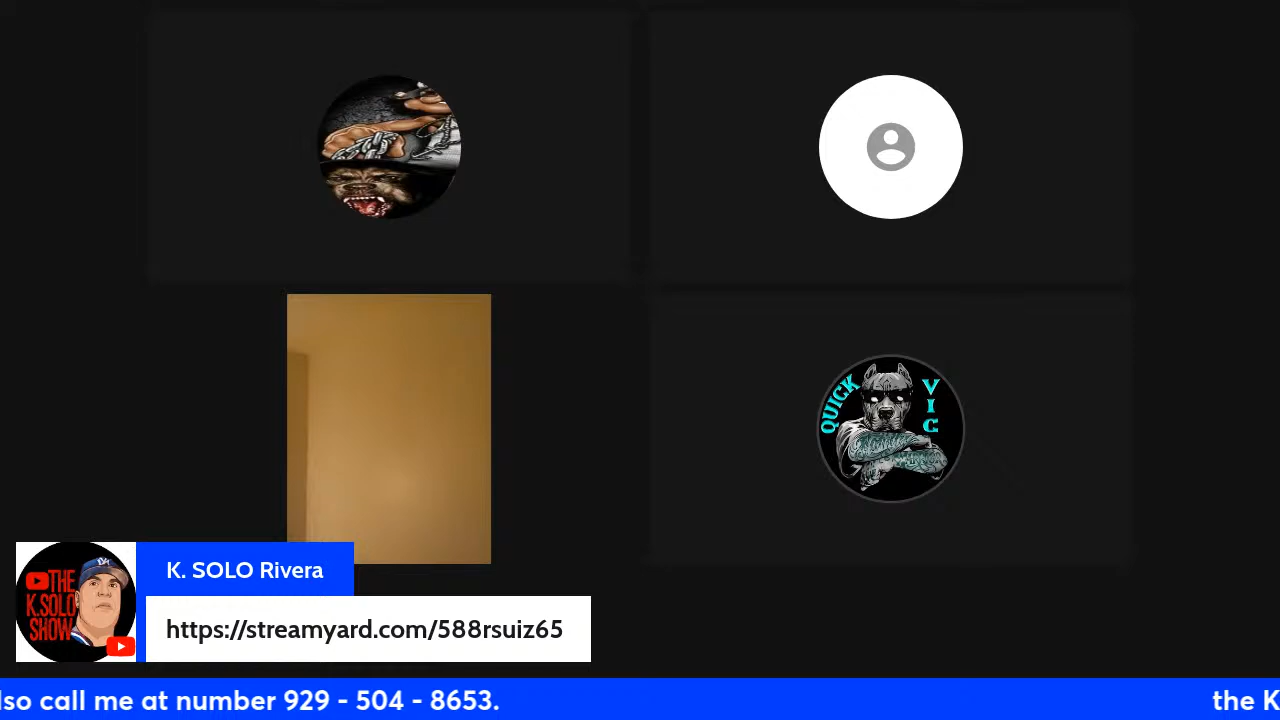 QUICK
VIG
THE
K.SOLO
SHOW
K. SOLO Rivera
https://streamyard.com/588rsuiz65
lso call me at number 929 - 504 - 8653.
the K